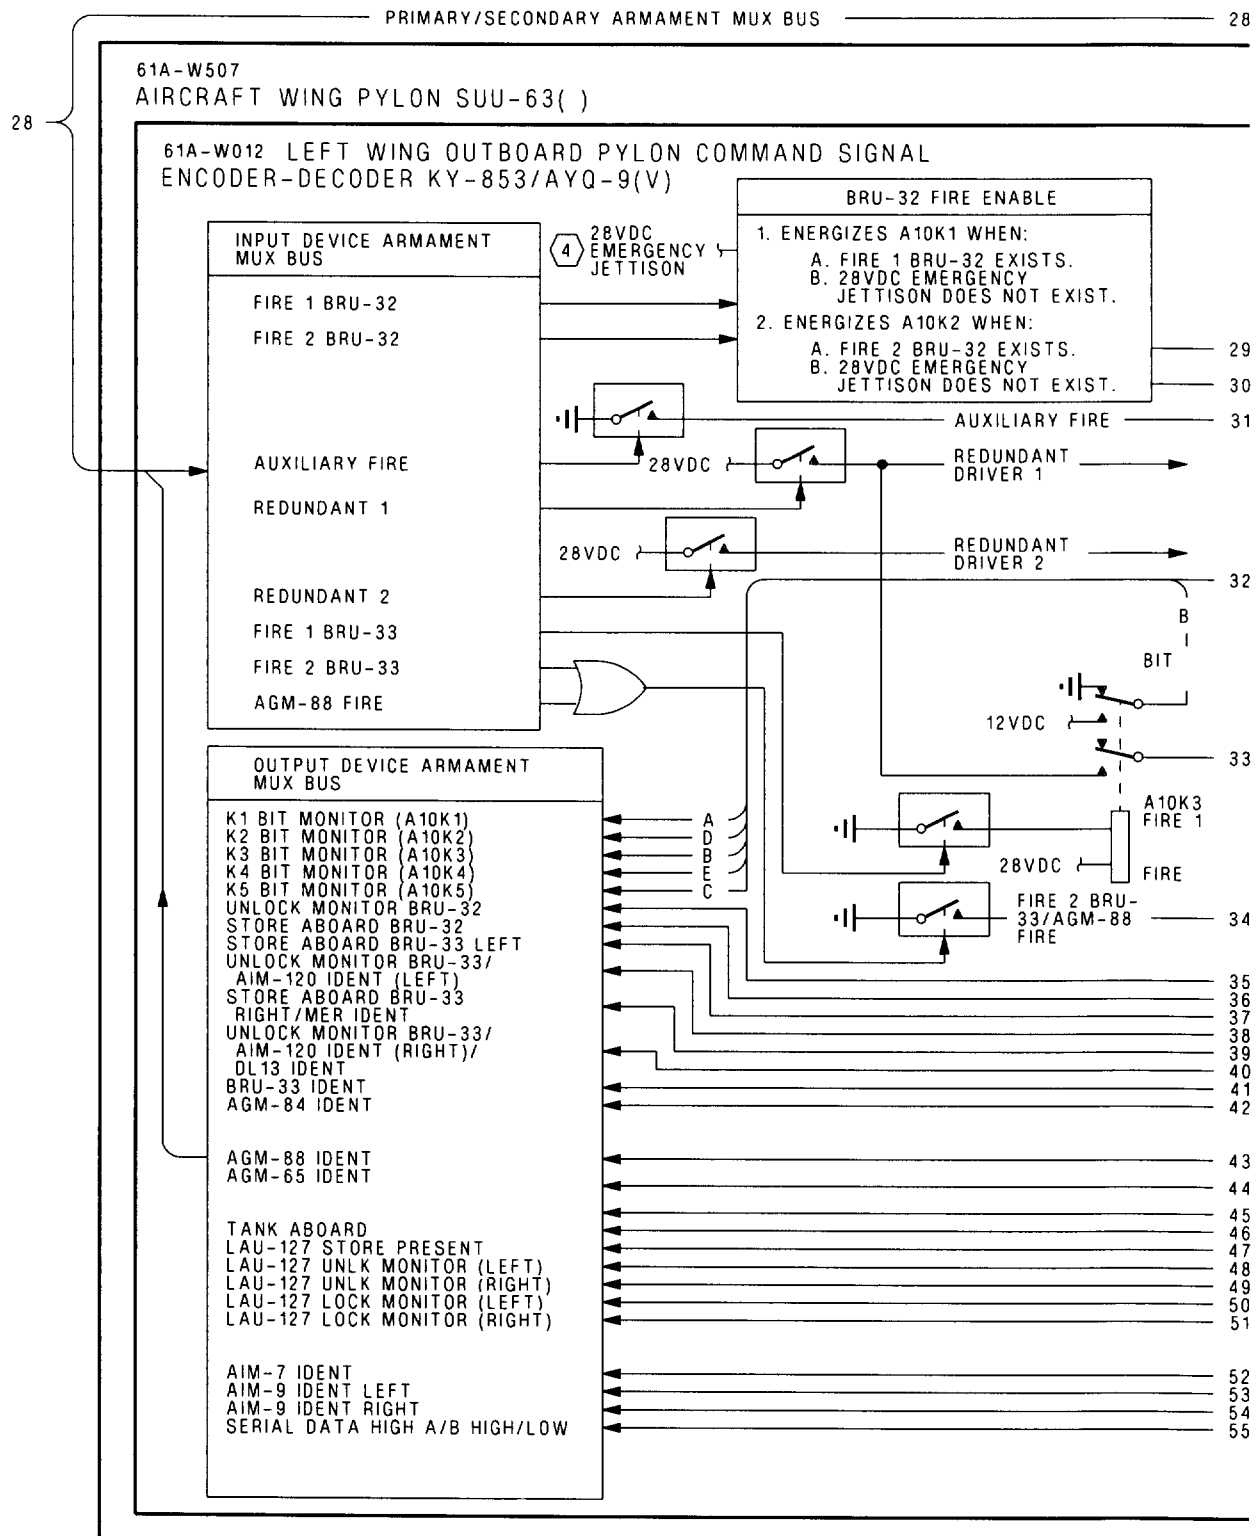 PRIMARY/SECONDARY ARMAMENT MUX BUS 28
61A-W507
AIRCRAFT WING PYLON SUU-63( )
28
61A-W012 LEFT WING OUTBOARD PYLON COMMAND SIGNAL
ENCODER-DECODER KY-853/AYQ-9(V)
INPUT DEVICE ARMAMENT
MUX BUS
FIRE 1 BRU-32
FIRE 2 BRU-32
AUXILIARY FIRE
REDUNDANT 1
REDUNDANT 2
FIRE 1 BRU-33
FIRE 2 BRU-33
AGM-88 FIRE
4
28VDC
EMERGENCY
JETTISON
BRU-32 FIRE ENABLE
1. ENERGIZES A10K1 WHEN:
A. FIRE 1 BRU-32 EXISTS.
B. 28VDC EMERGENCY
JETTISON DOES NOT EXIST.
2. ENERGIZES A10K2 WHEN:
A. FIRE 2 BRU-32 EXISTS.
B. 28VDC EMERGENCY
JETTISON DOES NOT EXIST.
29
30
AUXILIARY FIRE 31
28VDC
REDUNDANT
DRIVER 1
28VDC
REDUNDANT
DRIVER 2
32
B
BIT
12VDC
33
A10K3
FIRE 1
28VDC
FIRE
FIRE 2 BRU-
33/AGM-88
FIRE
34
OUTPUT DEVICE ARMAMENT
MUX BUS
K1 BIT MONITOR (A10K1) A
K2 BIT MONITOR (A10K2) D
K3 BIT MONITOR (A10K3) B
K4 BIT MONITOR (A10K4) E
K5 BIT MONITOR (A10K5) C
UNLOCK MONITOR BRU-32
STORE ABOARD BRU-32
STORE ABOARD BRU-33 LEFT
UNLOCK MONITOR BRU-33/
AIM-120 IDENT (LEFT)
STORE ABOARD BRU-33
RIGHT/MER IDENT
UNLOCK MONITOR BRU-33/
AIM-120 IDENT (RIGHT)/
DL13 IDENT
BRU-33 IDENT
AGM-84 IDENT
AGM-88 IDENT
AGM-65 IDENT
TANK ABOARD
LAU-127 STORE PRESENT
LAU-127 UNLK MONITOR (LEFT)
LAU-127 UNLK MONITOR (RIGHT)
LAU-127 LOCK MONITOR (LEFT)
LAU-127 LOCK MONITOR (RIGHT)
AIM-7 IDENT
AIM-9 IDENT LEFT
AIM-9 IDENT RIGHT
SERIAL DATA HIGH A/B HIGH/LOW
35
36
37
38
39
40
41
42
43
44
45
46
47
48
49
50
51
52
53
54
55